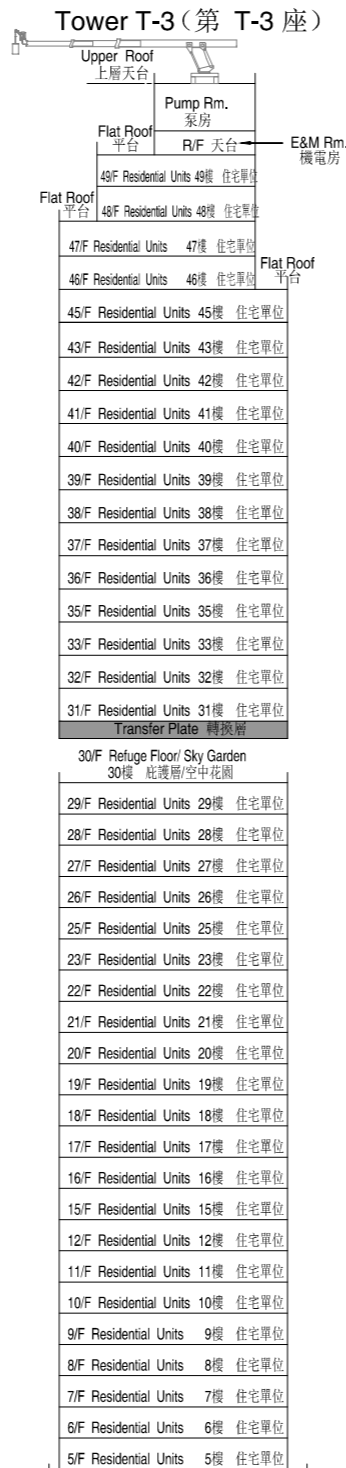 Tower T-3（第 T-3 座）
Upper Roof
上層天台
Pump Rm.
泵房
Flat Roof
平台
R/F 天台
E&M Rm.
機電房
49/F Residential Units 49樓 住宅單位
Flat Roof
平台
48/F Residential Units 48樓 住宅單位
47/F Residential Units 47樓 住宅單位
Flat Roof
平台
46/F Residential Units 46樓 住宅單位
45/F Residential Units 45樓 住宅單位
43/F Residential Units 43樓 住宅單位
42/F Residential Units 42樓 住宅單位
41/F Residential Units 41樓 住宅單位
40/F Residential Units 40樓 住宅單位
39/F Residential Units 39樓 住宅單位
38/F Residential Units 38樓 住宅單位
37/F Residential Units 37樓 住宅單位
36/F Residential Units 36樓 住宅單位
35/F Residential Units 35樓 住宅單位
33/F Residential Units 33樓 住宅單位
32/F Residential Units 32樓 住宅單位
31/F Residential Units 31樓 住宅單位
Transfer Plate 轉換層
30/F Refuge Floor/ Sky Garden
30樓 庇護層/空中花園
29/F Residential Units 29樓 住宅單位
28/F Residential Units 28樓 住宅單位
27/F Residential Units 27樓 住宅單位
26/F Residential Units 26樓 住宅單位
25/F Residential Units 25樓 住宅單位
23/F Residential Units 23樓 住宅單位
22/F Residential Units 22樓 住宅單位
21/F Residential Units 21樓 住宅單位
20/F Residential Units 20樓 住宅單位
19/F Residential Units 19樓 住宅單位
18/F Residential Units 18樓 住宅單位
17/F Residential Units 17樓 住宅單位
16/F Residential Units 16樓 住宅單位
15/F Residential Units 15樓 住宅單位
12/F Residential Units 12樓 住宅單位
11/F Residential Units 11樓 住宅單位
10/F Residential Units 10樓 住宅單位
9/F Residential Units 9樓 住宅單位
8/F Residential Units 8樓 住宅單位
7/F Residential Units 7樓 住宅單位
6/F Residential Units 6樓 住宅單位
5/F Residential Units 5樓 住宅單位